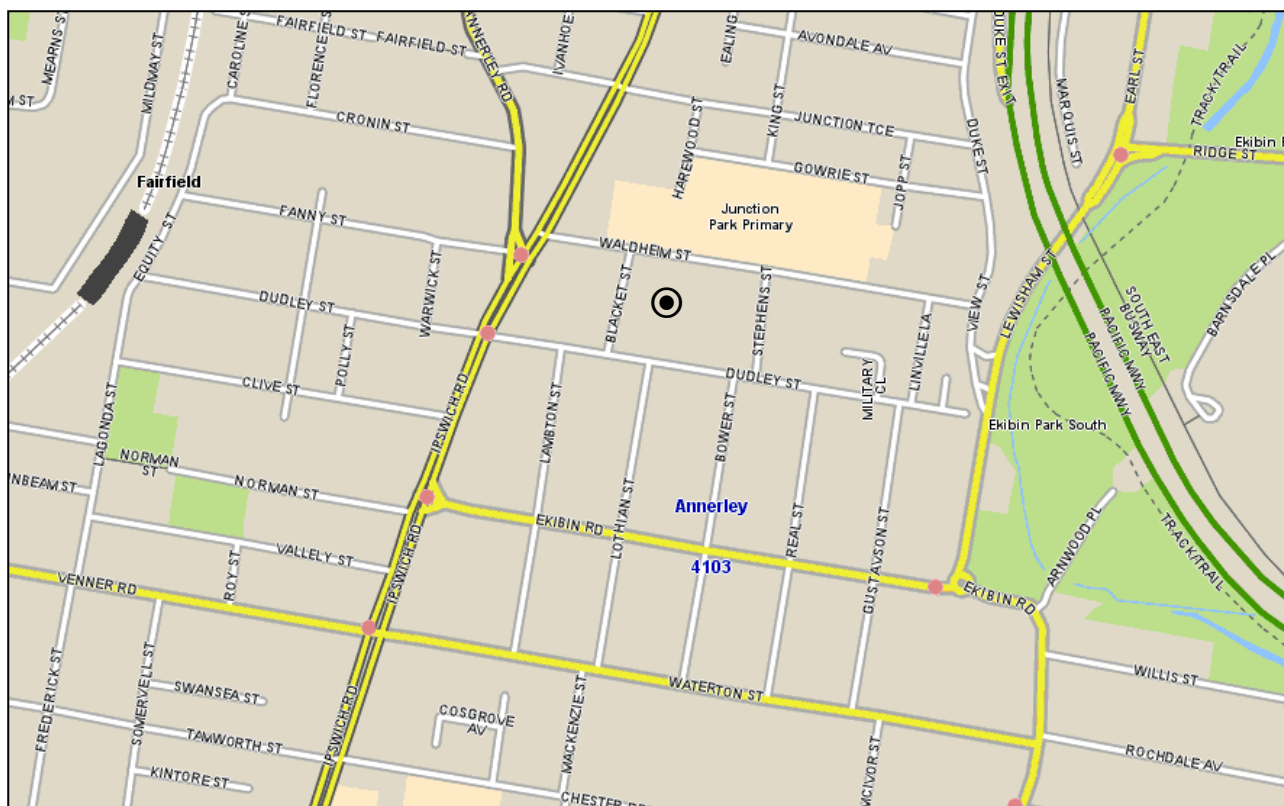 MEARNS ST
MILDMAY ST
CAROLINE ST
FLORENCE S
FAIRFIELD ST
FAIRFIELD ST
ANNERLEY RD
IVANHOE
EALING
AVONDALE AV
DUKE ST EXIT
MARQUIS ST
EARL ST
TRACK/TRAIL
M ST
CRONIN ST
HAREWOOD ST
KING ST
JUNCTION TCE
DUKE ST
RIDGE ST
Ekibin P
Fairfield
GOWRIE ST
JOPP ST
EQUITY ST
FANNY ST
Junction
Park Primary
WALDHEIM ST
WARWICK ST
BLACKET ST
STEPHENS ST
VIEW ST
LEWISHAM ST
SOUTH EAST
BUSWAY
PACIFIC MWY
PACIFIC MWY
BARNSDALE PL
DUDLEY ST
POLLY ST
DUDLEY ST
MILITARY
CL
LINVILLE LA
CLIVE ST
IPSWICH RD
LAGONDA ST
LAMBTON ST
BOWER ST
Ekibin Park South
NORMAN
ST
NORMAN ST
NBEAM ST
LOTHIAN ST
Annerley
EKIBIN RD
REAL ST
GUSTAVSON ST
ARNWOOD PL
TRACK/TRAIL
VALLELY ST
IPSWICH RD
4103
VENNER RD
ROY ST
EKIBIN RD
FREDERICK ST
SOMERVELL ST
SWANSEA ST
WATERTON ST
WILLIS ST
COSGROVE
AV
IPSWICH RD
MACKENZIE ST
TAMWORTH ST
MCIVOR ST
ROCHDALE AV
KINTORE ST
CHESTER